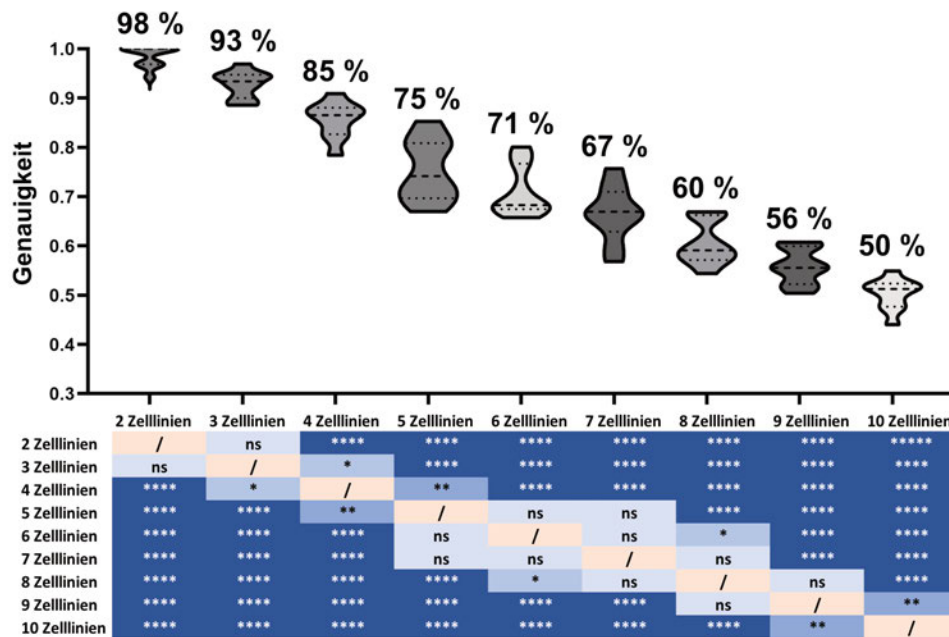 98 %
93 %
85 %
75 %
71 %
67 %
60 %
56 %
50 %
Genauigkeit
1.0
0.9
0.8
0.7
0.6
0.5
0.4
0.3
2 Zelllinien 3 Zelllinien 4 Zelllinien 5 Zelllinien 6 Zelllinien 7 Zelllinien 8 Zelllinien 9 Zelllinien 10 Zelllinien
2 Zelllinien / ns **** **** **** **** **** **** *****
3 Zelllinien ns / * **** **** **** **** **** ****
4 Zelllinien **** * / ** **** **** **** **** ****
5 Zelllinien **** **** ** / ns ns **** **** ****
6 Zelllinien **** **** **** ns / ns * **** ****
7 Zelllinien **** **** **** ns ns / ns **** ****
8 Zelllinien **** **** **** **** * ns / ns ****
9 Zelllinien **** **** **** **** **** **** ns / **
10 Zelllinien **** **** **** **** **** **** **** ** /